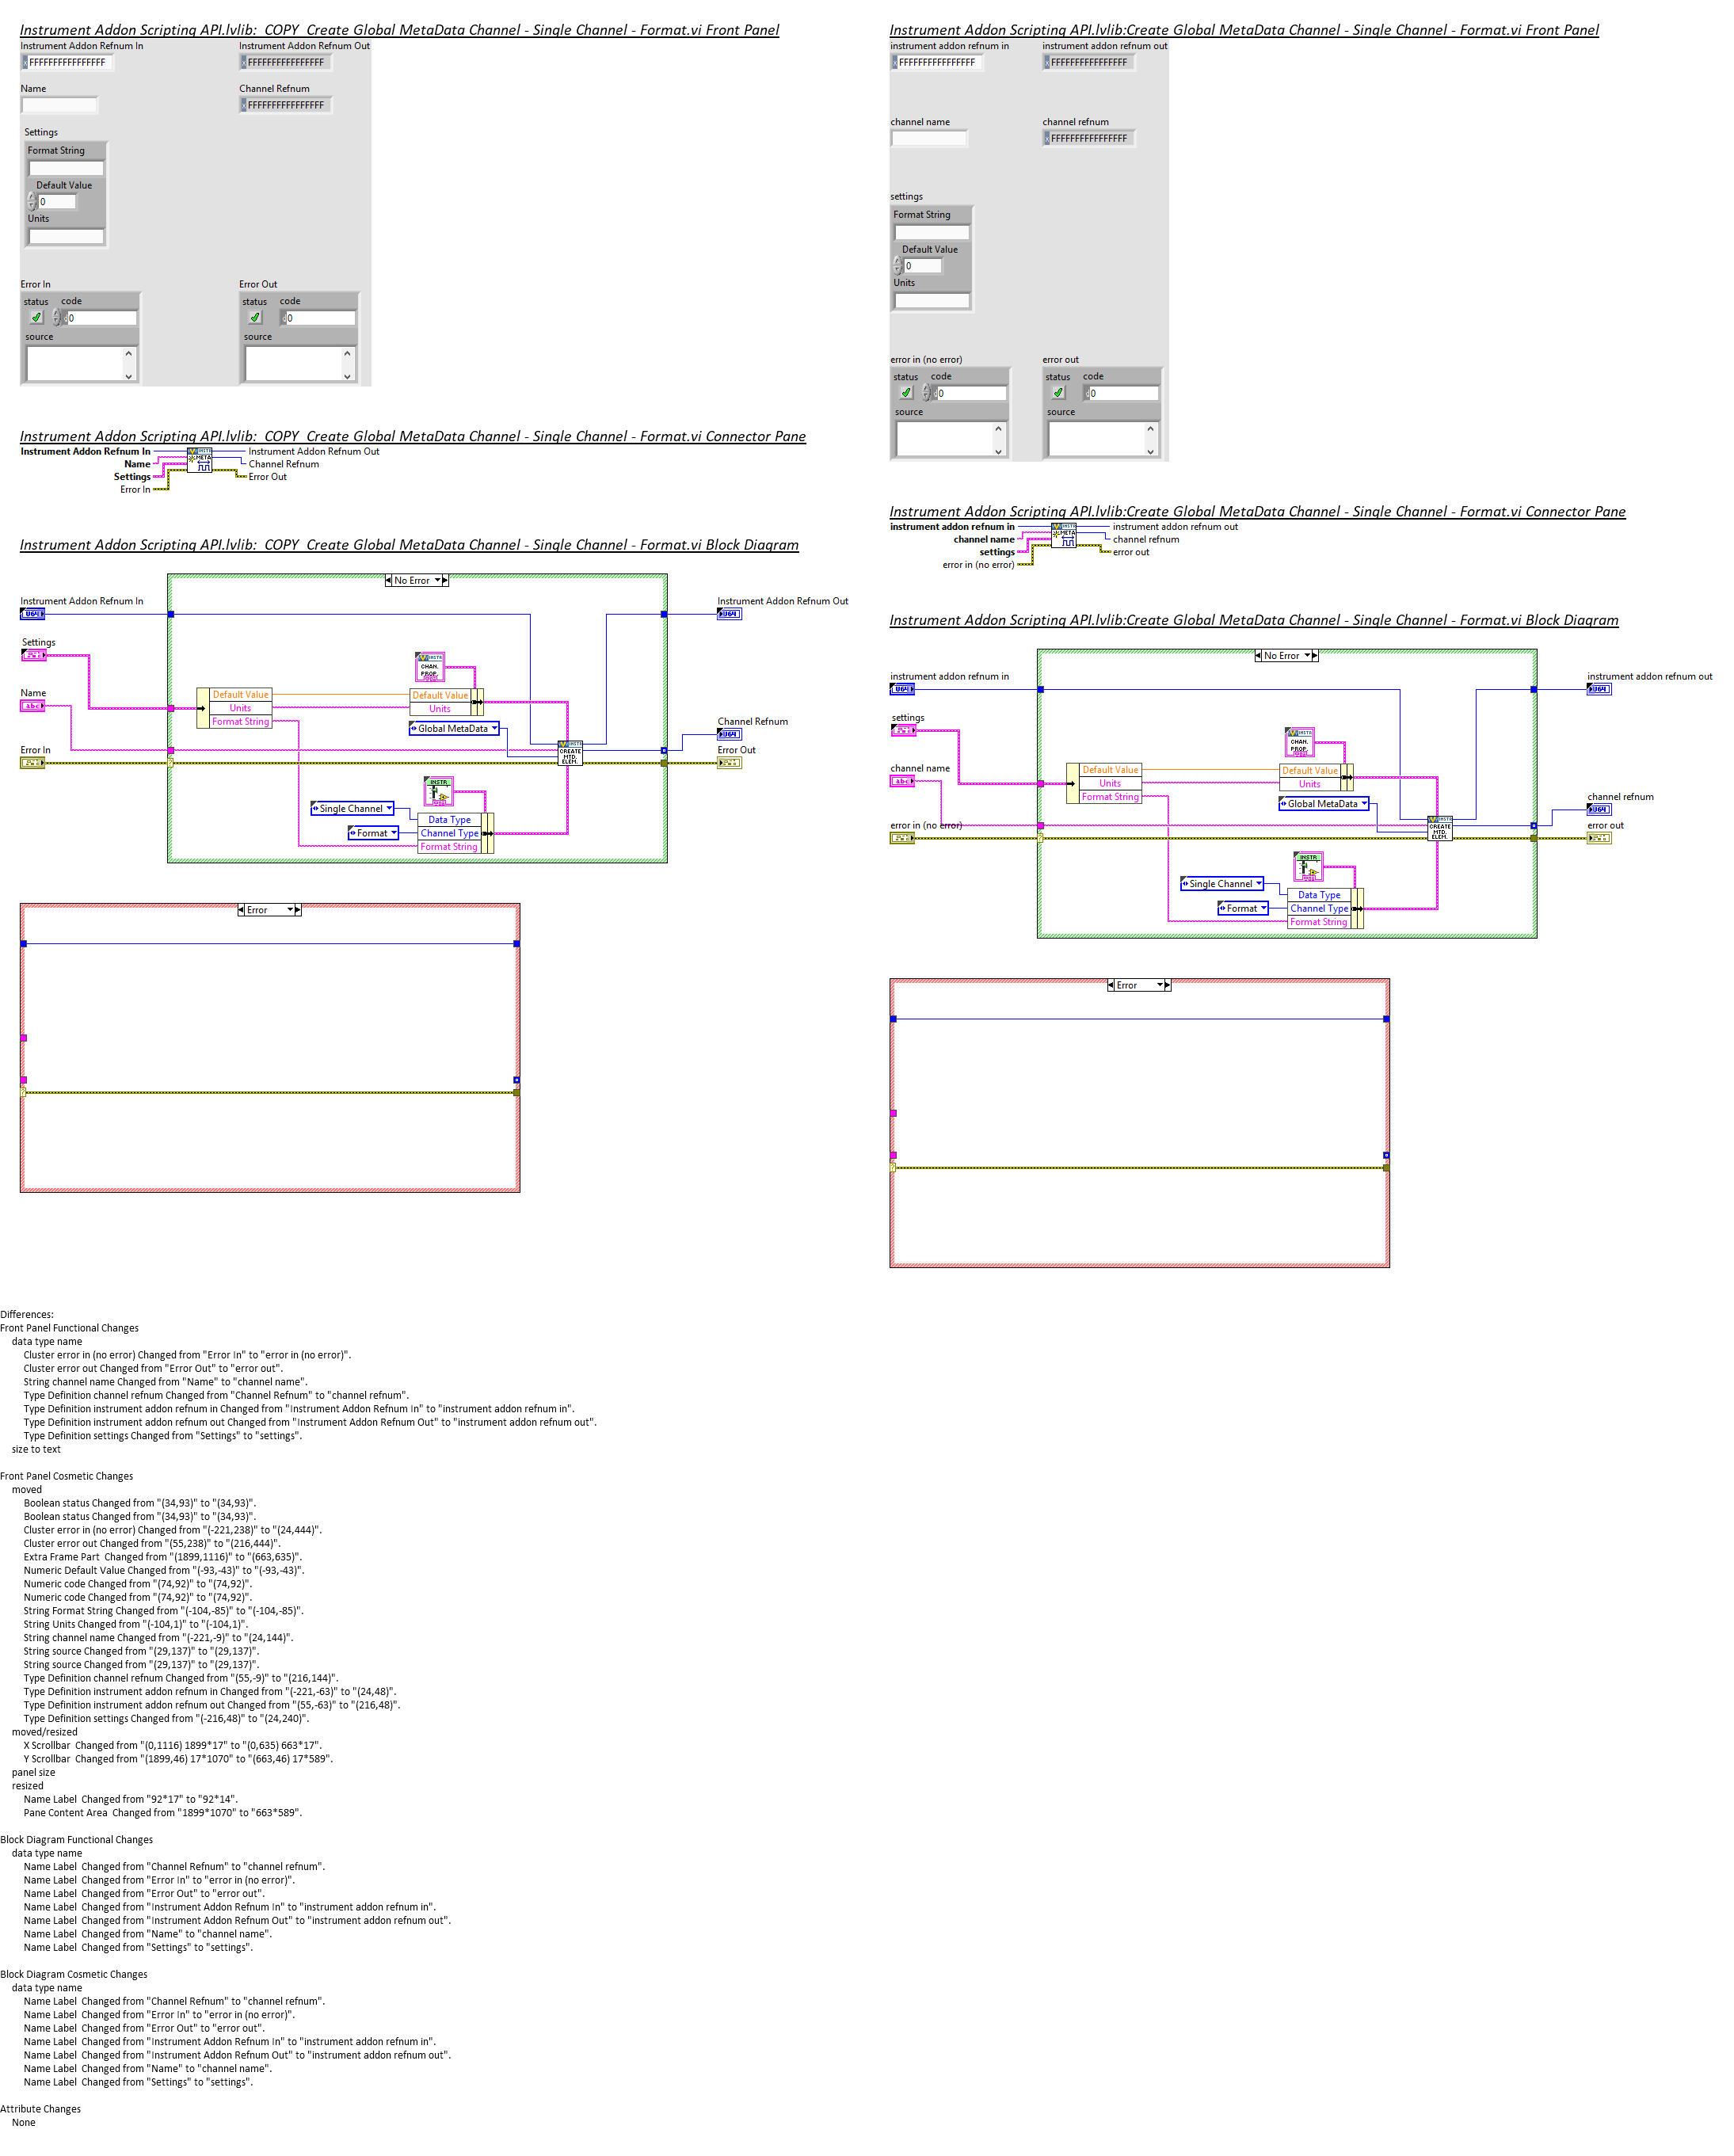 Instrument Addon Scripting API.lvlib:  COPY  Create Global MetaData Channel - Single Channel - Format.vi Front Panel
Instrument Addon Refnum In
Instrument Addon Refnum Out
x FFFFFFFFFFFFFFFF
x FFFFFFFFFFFFFFFF
Name
Channel Refnum
x FFFFFFFFFFFFFFFF
Settings
Format String
Default Value
0
Units
Error In
Error Out
status
code
status
code
d 0
d 0
source
source
Instrument Addon Scripting API.lvlib:  COPY  Create Global MetaData Channel - Single Channel - Format.vi Connector Pane
Instrument Addon Refnum In
Instrument Addon Refnum Out
Name
Channel Refnum
Settings
Error Out
Error In
INSTR
META
Instrument Addon Scripting API.lvlib:  COPY  Create Global MetaData Channel - Single Channel - Format.vi Block Diagram
No Error
Instrument Addon Refnum In
Instrument Addon Refnum Out
U64
U64
Settings
INSTR
CHAN.
PROP.
Name
Default Value
Default Value
Units
Units
abc
Format String
Channel Refnum
Global MetaData
U64
Error In
Error Out
INSTR
CREATE
MTD.
ELEM.
?
INSTR
Single Channel
Data Type
Format
Channel Type
Format String
Error
?
Instrument Addon Scripting API.lvlib:Create Global MetaData Channel - Single Channel - Format.vi Front Panel
instrument addon refnum in
instrument addon refnum out
x FFFFFFFFFFFFFFFF
x FFFFFFFFFFFFFFFF
channel name
channel refnum
x FFFFFFFFFFFFFFFF
settings
Format String
Default Value
0
Units
error in (no error)
error out
status
code
status
code
d 0
d 0
source
source
Instrument Addon Scripting API.lvlib:Create Global MetaData Channel - Single Channel - Format.vi Connector Pane
instrument addon refnum in
instrument addon refnum out
channel name
channel refnum
settings
error out
error in (no error)
INSTR
META
Instrument Addon Scripting API.lvlib:Create Global MetaData Channel - Single Channel - Format.vi Block Diagram
No Error
instrument addon refnum in
instrument addon refnum out
U64
U64
settings
INSTR
CHAN.
PROP.
channel name
Default Value
Default Value
Units
Units
abc
Format String
channel refnum
Global MetaData
U64
error in (no error)
error out
INSTR
CREATE
MTD.
ELEM.
?
INSTR
Single Channel
Data Type
Format
Channel Type
Format String
Error
?
Differences:
Front Panel Functional Changes
data type name
Cluster error in (no error) Changed from "Error In" to "error in (no error)".
Cluster error out Changed from "Error Out" to "error out".
String channel name Changed from "Name" to "channel name".
Type Definition channel refnum Changed from "Channel Refnum" to "channel refnum".
Type Definition instrument addon refnum in Changed from "Instrument Addon Refnum In" to "instrument addon refnum in".
Type Definition instrument addon refnum out Changed from "Instrument Addon Refnum Out" to "instrument addon refnum out".
Type Definition settings Changed from "Settings" to "settings".
size to text
Front Panel Cosmetic Changes
moved
Boolean status Changed from "(34,93)" to "(34,93)".
Boolean status Changed from "(34,93)" to "(34,93)".
Cluster error in (no error) Changed from "(-221,238)" to "(24,444)".
Cluster error out Changed from "(55,238)" to "(216,444)".
Extra Frame Part  Changed from "(1899,1116)" to "(663,635)".
Numeric Default Value Changed from "(-93,-43)" to "(-93,-43)".
Numeric code Changed from "(74,92)" to "(74,92)".
Numeric code Changed from "(74,92)" to "(74,92)".
String Format String Changed from "(-104,-85)" to "(-104,-85)".
String Units Changed from "(-104,1)" to "(-104,1)".
String channel name Changed from "(-221,-9)" to "(24,144)".
String source Changed from "(29,137)" to "(29,137)".
String source Changed from "(29,137)" to "(29,137)".
Type Definition channel refnum Changed from "(55,-9)" to "(216,144)".
Type Definition instrument addon refnum in Changed from "(-221,-63)" to "(24,48)".
Type Definition instrument addon refnum out Changed from "(55,-63)" to "(216,48)".
Type Definition settings Changed from "(-216,48)" to "(24,240)".
moved/resized
X Scrollbar  Changed from "(0,1116) 1899*17" to "(0,635) 663*17".
Y Scrollbar  Changed from "(1899,46) 17*1070" to "(663,46) 17*589".
panel size
resized
Name Label  Changed from "92*17" to "92*14".
Pane Content Area  Changed from "1899*1070" to "663*589".
Block Diagram Functional Changes
data type name
Name Label  Changed from "Channel Refnum" to "channel refnum".
Name Label  Changed from "Error In" to "error in (no error)".
Name Label  Changed from "Error Out" to "error out".
Name Label  Changed from "Instrument Addon Refnum In" to "instrument addon refnum in".
Name Label  Changed from "Instrument Addon Refnum Out" to "instrument addon refnum out".
Name Label  Changed from "Name" to "channel name".
Name Label  Changed from "Settings" to "settings".
Block Diagram Cosmetic Changes
data type name
Name Label  Changed from "Channel Refnum" to "channel refnum".
Name Label  Changed from "Error In" to "error in (no error)".
Name Label  Changed from "Error Out" to "error out".
Name Label  Changed from "Instrument Addon Refnum In" to "instrument addon refnum in".
Name Label  Changed from "Instrument Addon Refnum Out" to "instrument addon refnum out".
Name Label  Changed from "Name" to "channel name".
Name Label  Changed from "Settings" to "settings".
Attribute Changes
None